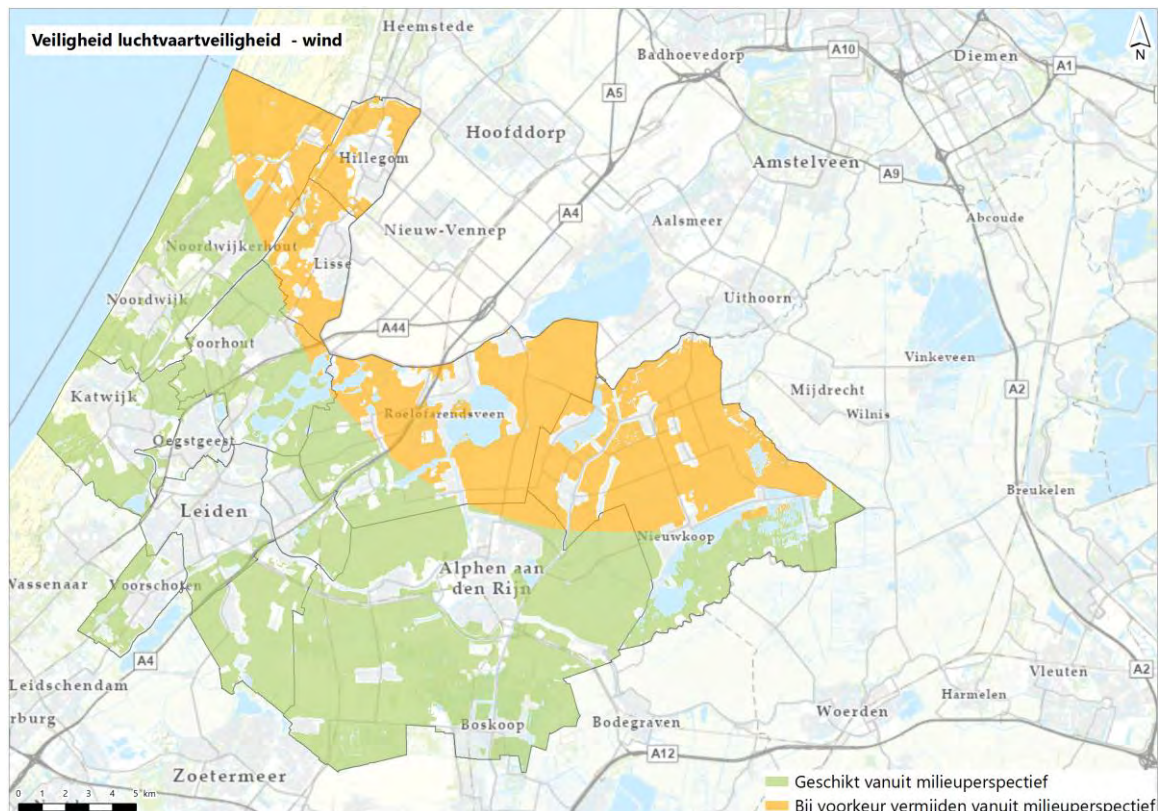 Veiligheid luchtvaartveiligheid - wind
Heemstede
N
Badhoevedorp
A10
Diemen
A1
A5
Hoofddorp
Hillegom
Amstelveen
A9
A4
Abcoude
Aalsmeer
Nieuw-Vennep
Noordwijkerhout
Lisse
Uithoorn
Noordwijk
A44
Voorhout
Vinkeveen
A2
Katwijk
Mijdrecht
Roelofarendsveen
Wilnis
Oegstgeest
Leiden
Breukelen
Nieuwkoop
Alphen aan
den Rijn
Wassenaar
Voorschoten
A4
Vleuten
A2
Leidschendam
Harmelen
rburg
Boskoop
Bodegraven
Woerden
A12
Zoetermeer
Geschikt vanuit milieuperspectief
0 1 2 3 4 5 km
Bij voorkeur vermijden vanuit milieuperspectief